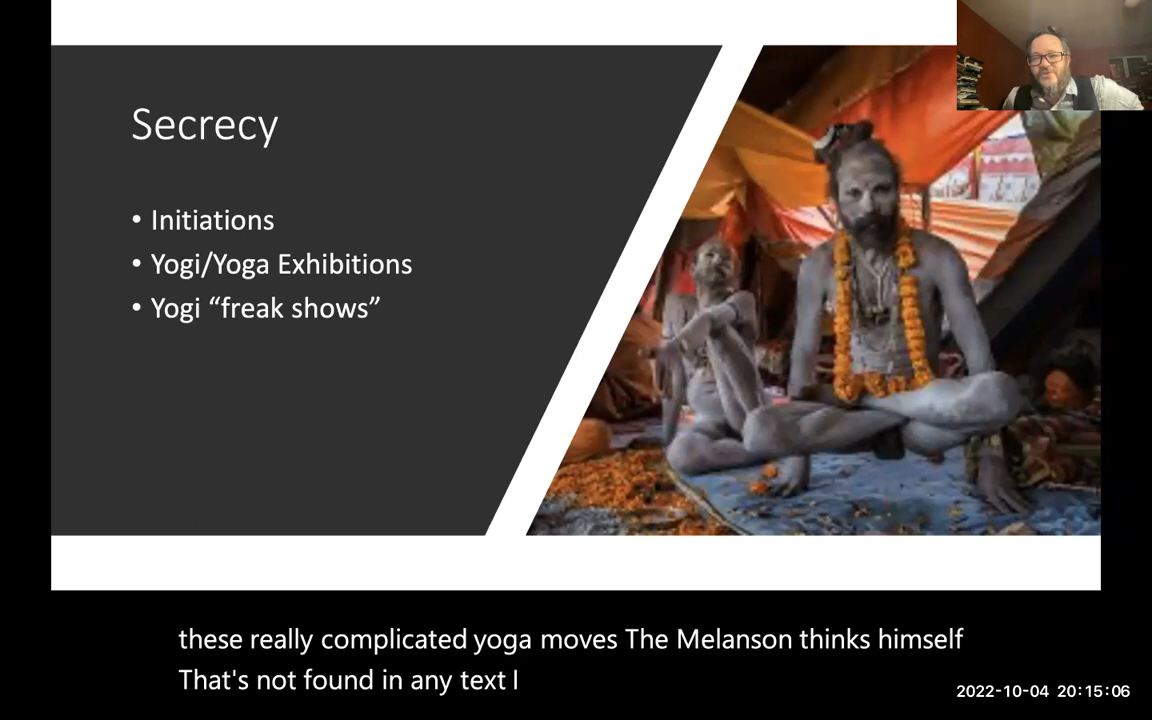 Secrecy
• Initiations
• Yogi/Yoga Exhibitions
• Yogi “freak shows”
these really complicated yoga moves The Melanson thinks himself
That's not found in any text I
2022-10-04 20:15:06